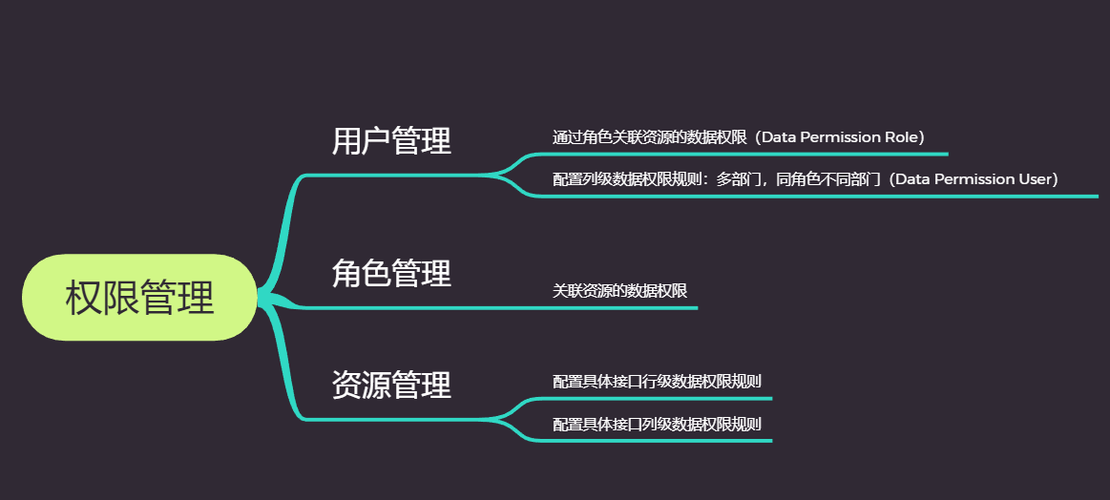 权限管理
用户管理
通过角色关联资源的数据权限（Data Permission Role）
配置列级数据权限规则：多部门，同角色不同部门（Data Permission User）
角色管理
关联资源的数据权限
资源管理
配置具体接口行级数据权限规则
配置具体接口列级数据权限规则